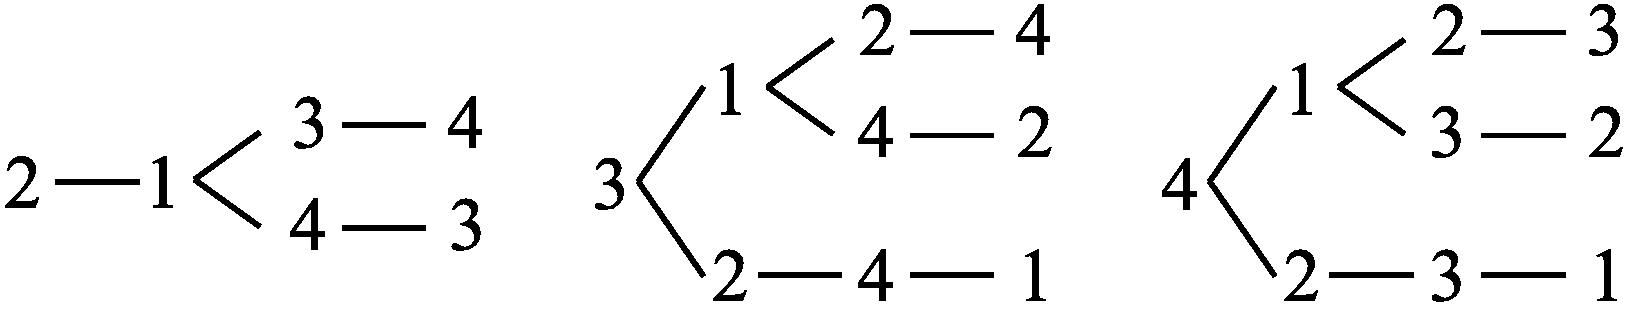 2 — 1 < 3 — 4
4 — 3
3 1 < 2 — 4
4 — 2
2 — 4 — 1
4 1 < 2 — 3
3 — 2
2 — 3 — 1